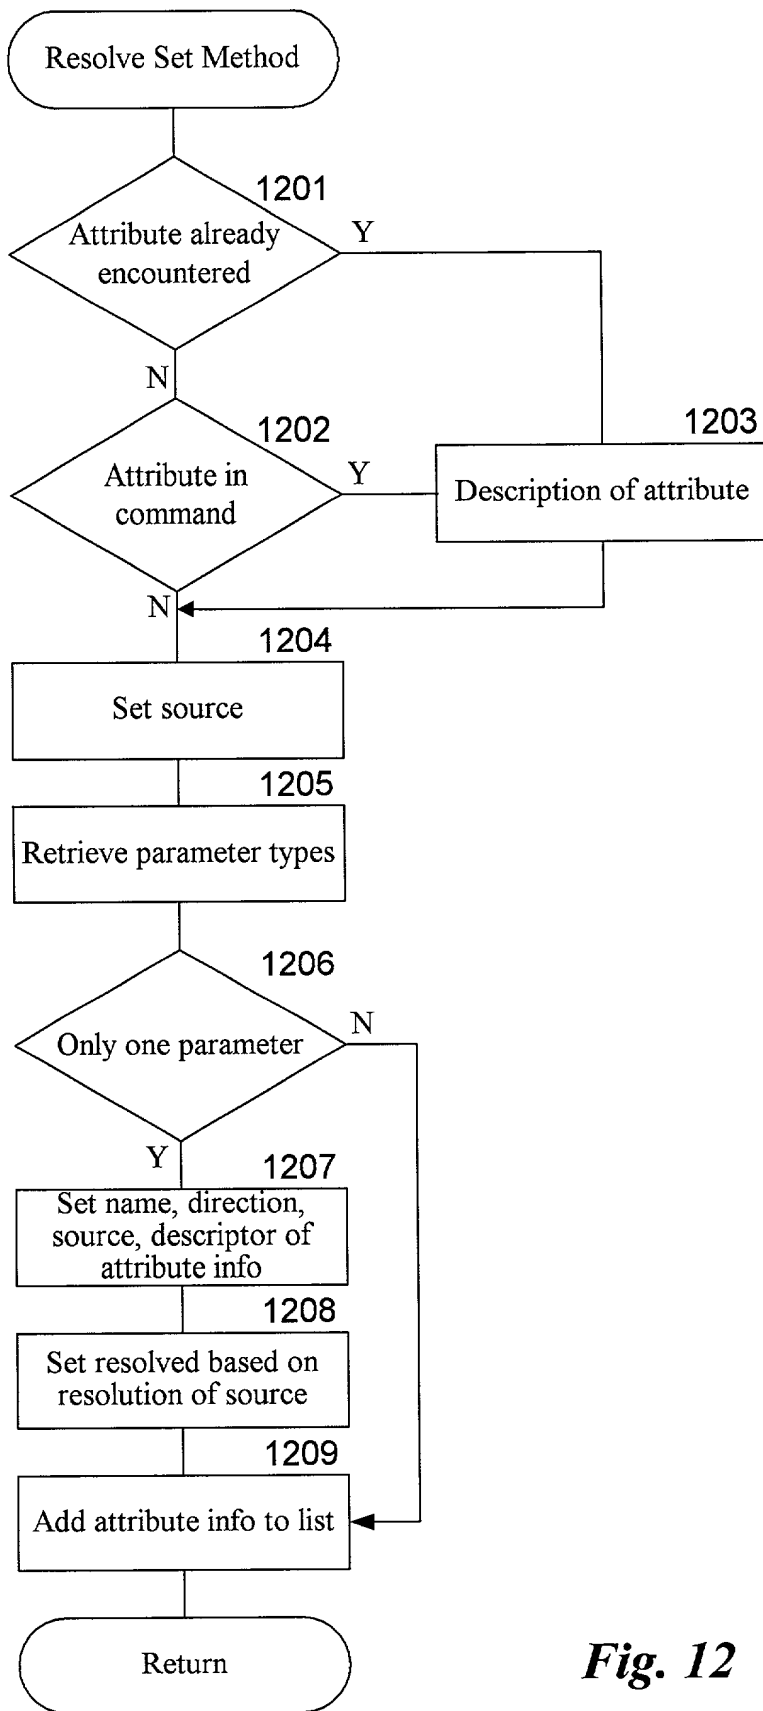 Resolve Set Method
1201
Attribute already
encountered
Y
N
1202
Attribute in
command
Y
1203
Description of attribute
N
1204
Set source
1205
Retrieve parameter types
1206
Only one parameter
N
Y
1207
Set name, direction,
source, descriptor of
attribute info
1208
Set resolved based on
resolution of source
1209
Add attribute info to list
Return
Fig. 12